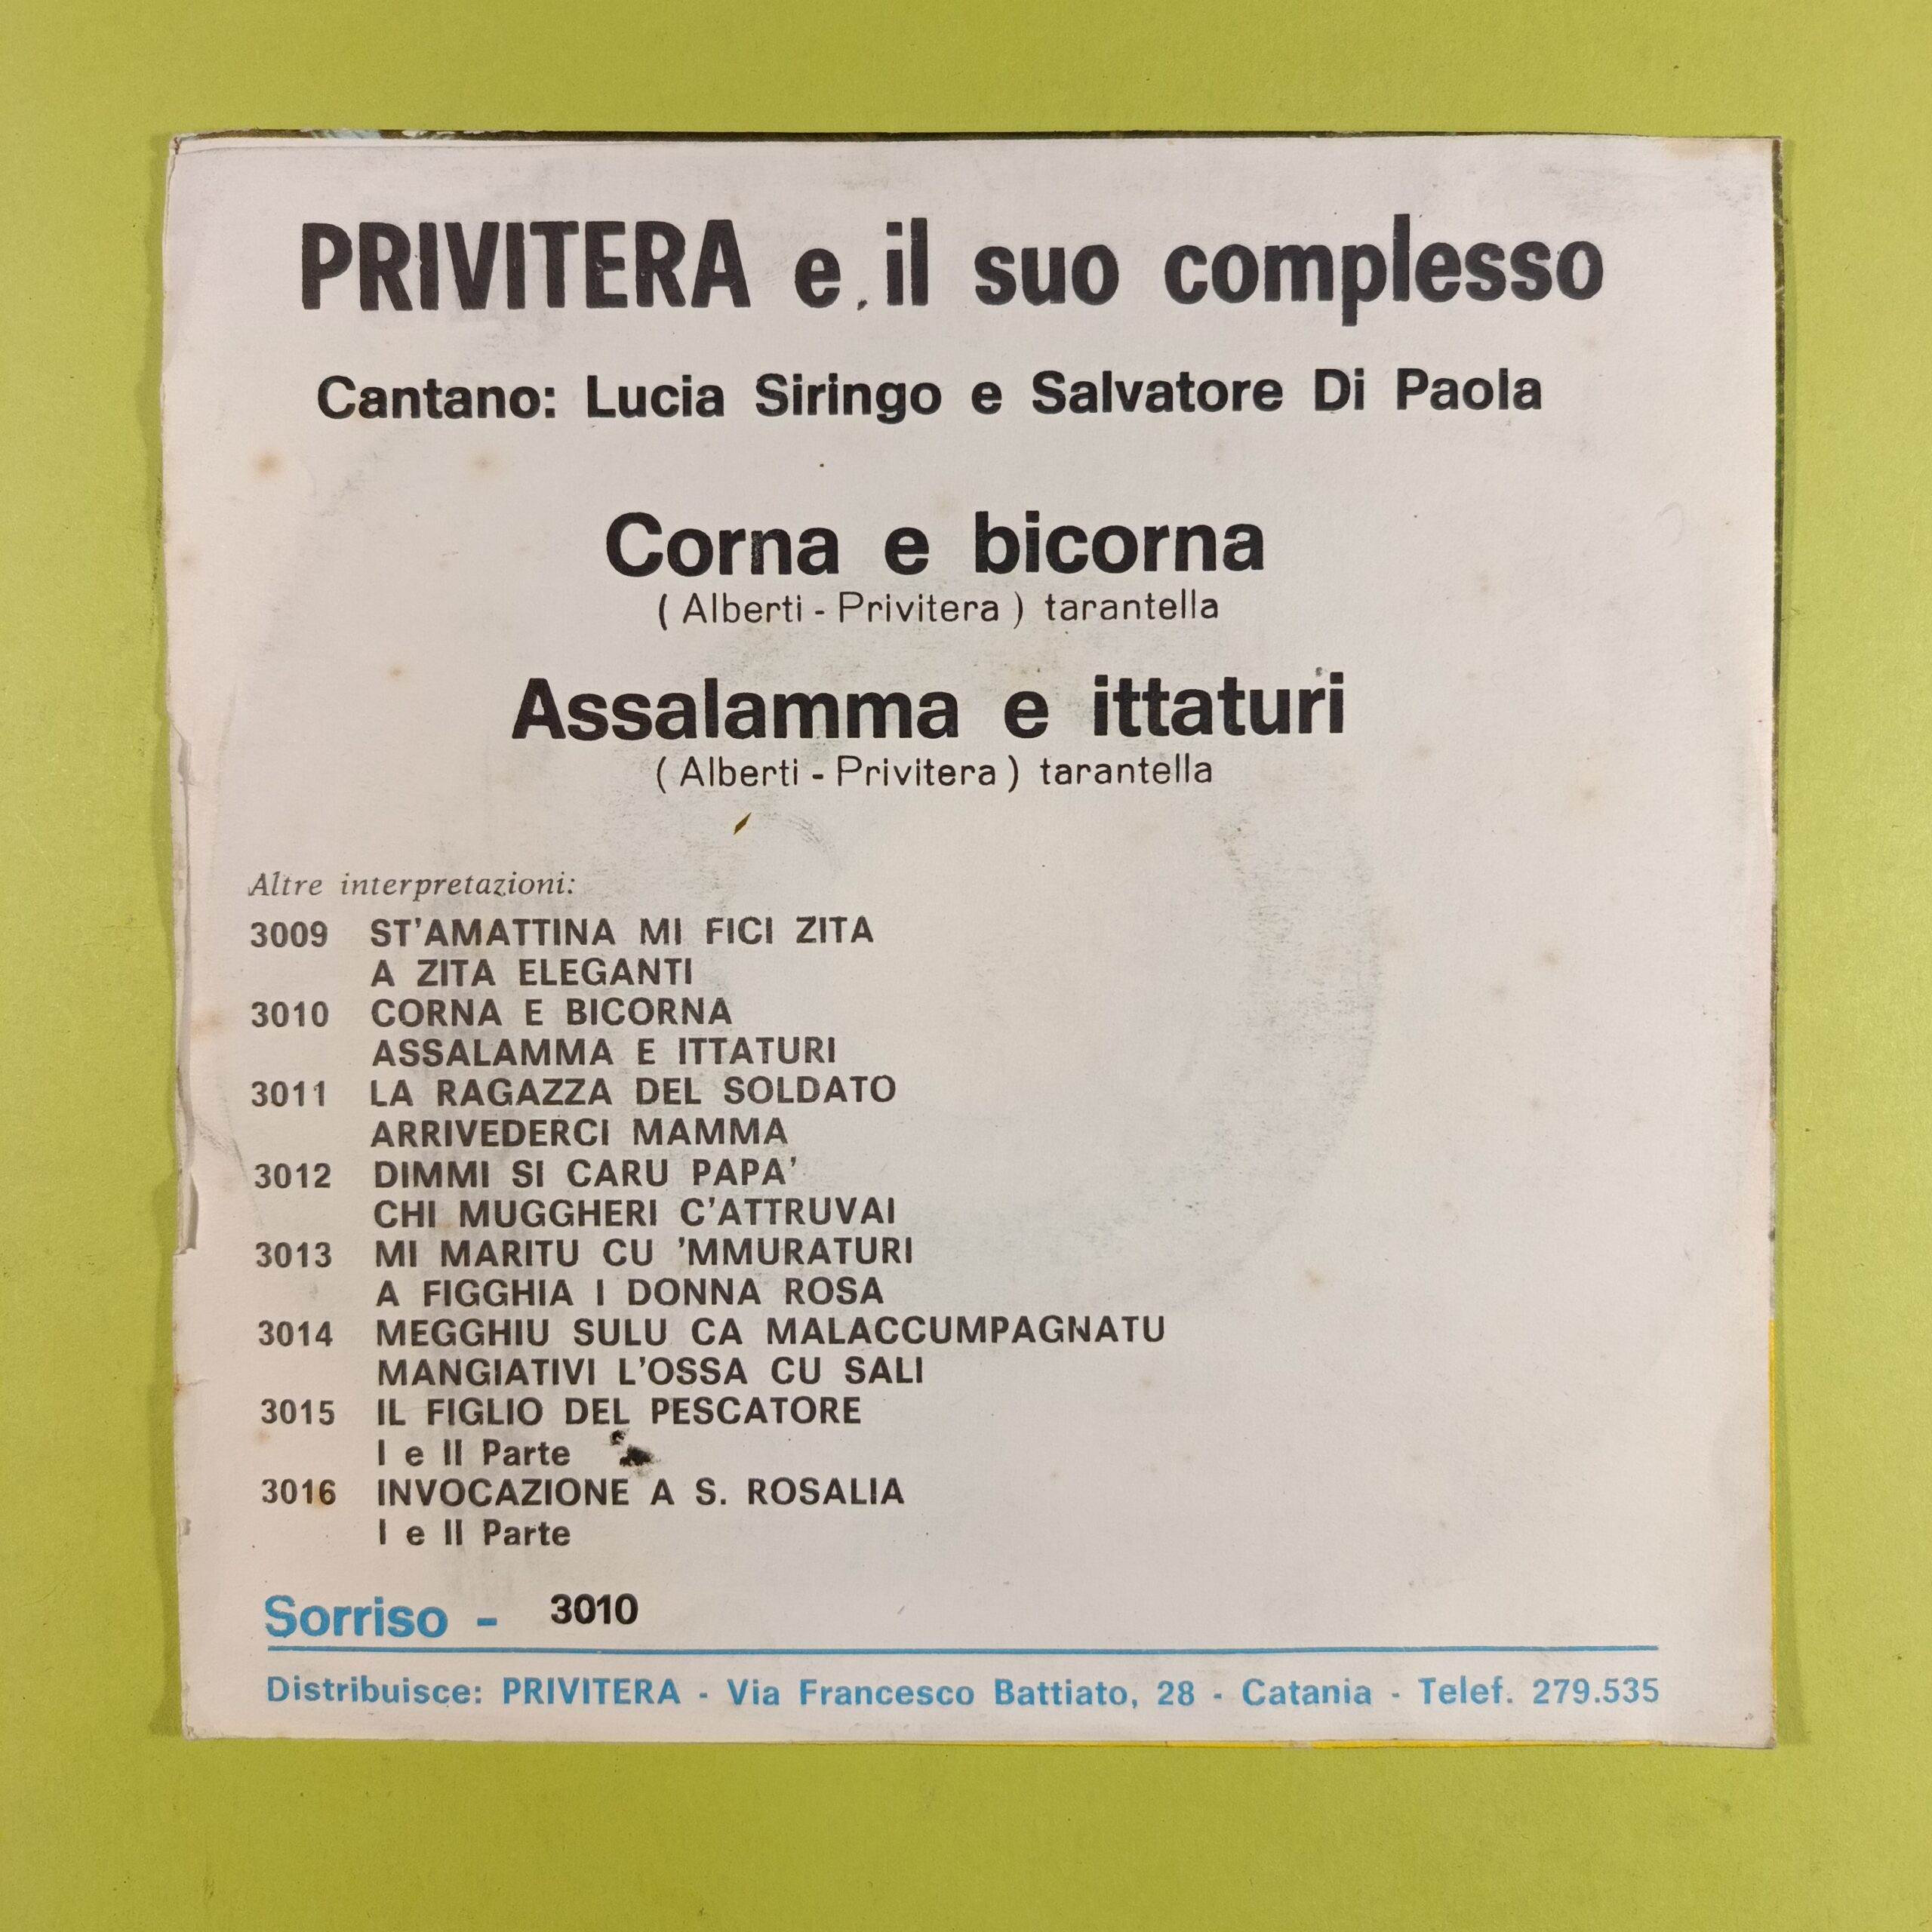 PRIVITERA e il suo complesso
Cantano: Lucia Siringo e Salvatore Di Paola
Corna e bicorna
( Alberti - Privitera ) tarantella
Assalamma e ittaturi
( Alberti - Privitera ) tarantella
Altre interpretazioni:
3009 ST'AMATTINA MI FICI ZITA
A ZITA ELEGANTI
3010 CORNA E BICORNA
ASSALAMMA E ITTATURI
3011 LA RAGAZZA DEL SOLDATO
ARRIVEDERCI MAMMA
3012 DIMMI SI CARU PAPA'
CHI MUGGHERI C'ATTRUVAI
3013 MI MARITU CU 'MMURATURI
A FIGGHIA I DONNA ROSA
3014 MEGGHIU SULU CA MALACCUMPAGNATU
MANGIATIVI L'OSSA CU SALI
3015 IL FIGLIO DEL PESCATORE
I e II Parte
3016 INVOCAZIONE A S. ROSALIA
I e II Parte
Sorriso - 3010
Distribuisce: PRIVITERA - Via Francesco Battiato, 28 - Catania - Telef. 279.535